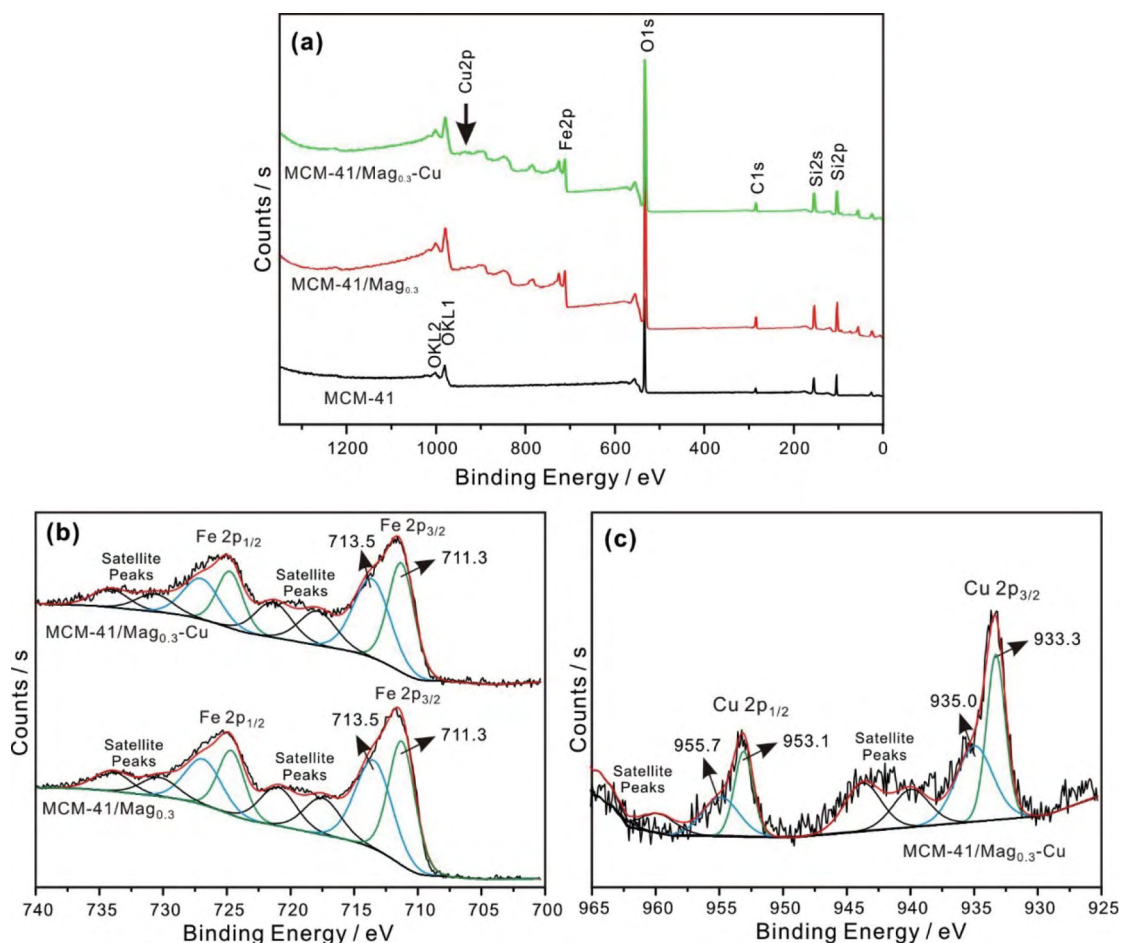 (a)
Cu2p
Fe2p
O1s
C1s
Si2s
Si2p
MCM-41/Mag₀.₃-Cu
MCM-41/Mag₀.₃
OKL2
OKL1
MCM-41
Counts / s
1200 1000 800 600 400 200 0
Binding Energy / eV
(b)
Fe 2p₃/₂
Fe 2p₁/₂
713.5
711.3
Satellite
Peaks
Satellite
Peaks
MCM-41/Mag₀.₃-Cu
Fe 2p₃/₂
Fe 2p₁/₂
713.5
711.3
Satellite
Peaks
Satellite
Peaks
MCM-41/Mag₀.₃
Counts / s
740 735 730 725 720 715 710 705 700
Binding Energy / eV
(c)
Cu 2p₃/₂
933.3
Cu 2p₁/₂
935.0
955.7
953.1
Satellite
Peaks
Satellite
Peaks
MCM-41/Mag₀.₃-Cu
Counts / s
965 960 955 950 945 940 935 930 925
Binding Energy / eV